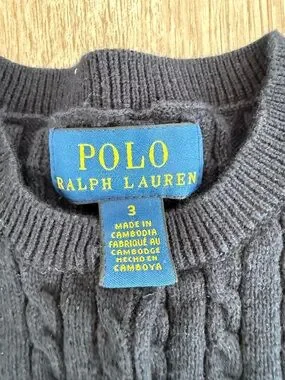 POLO
RALPH LAUREN
3
MADE IN
CAMBODIA
FABRIQUÉ AU
CAMBODGE
HECHO EN
CAMBOYA